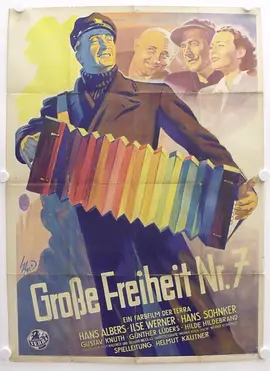 Große Freiheit Nr. 7
EIN FARBFILM DER TERRA
HANS ALBERS · ILSE WERNER · HANS SÖHNKER
GUSTAV KNUTH · GÜNTHER LÜDERS · HILDE HILDEBRAND
SPIELLEITUNG: HELMUT KÄUTNER
TERRA